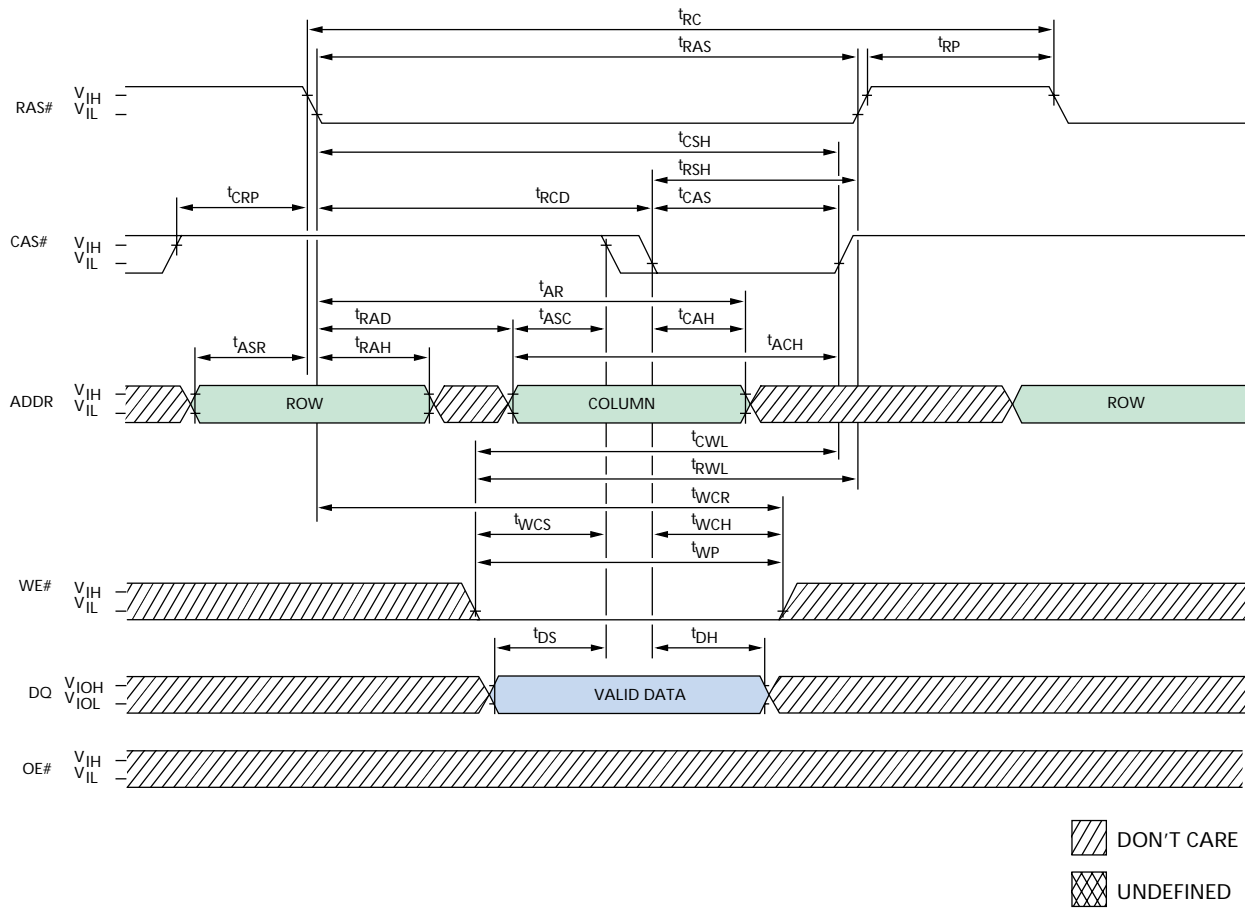 tRC
tRAS tRP
RAS# VIH
VIL
tCSH
tRSH
tCRP tRCD tCAS
CAS# VIH
VIL
tAR
tRAD tASC tCAH
tASR tRAH tACH
ADDR VIH
VIL
ROW COLUMN ROW
tCWL
tRWL
tWCR
tWCS tWCH
tWP
WE# VIH
VIL
tDS tDH
DQ VIOH
VIOL
VALID DATA
OE# VIH
VIL
DON'T CARE
UNDEFINED